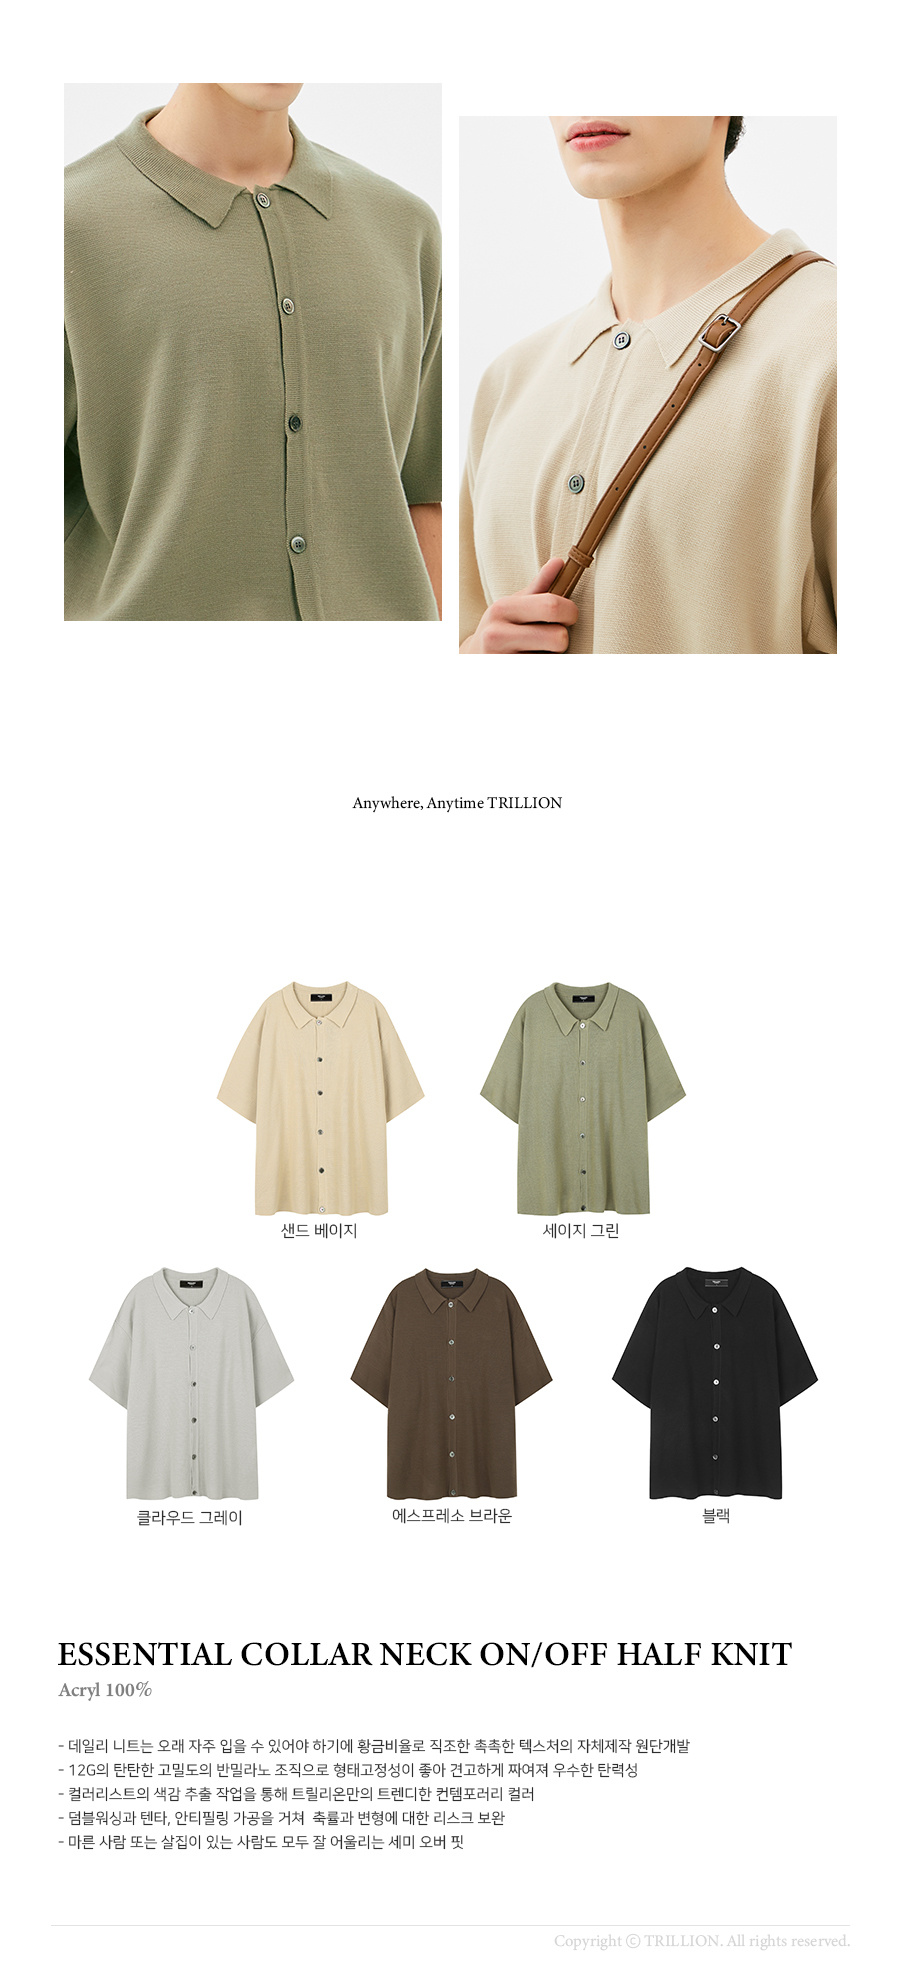 Anywhere, Anytime TRILLION
샌드 베이지
세이지 그린
클라우드 그레이
에스프레소 브라운
블랙
ESSENTIAL COLLAR NECK ON/OFF HALF KNIT
Acryl 100%
- 데일리 니트는 오래 자주 입을 수 있어야 하기에 황금비율로 직조한 촉촉한 텍스처의 자체제작 원단개발
- 12G의 탄탄한 고밀도의 반밀라노 조직으로 형태고정성이 좋아 견고하게 짜여져 우수한 탄력성
- 컬러리스트의 색감 추출 작업을 통해 트릴리온만의 트렌디한 컨템포러리 컬러
- 덤블워싱과 텐타, 안티필링 가공을 거쳐 축률과 변형에 대한 리스크 보완
- 마른 사람 또는 살집이 있는 사람도 모두 잘 어울리는 세미 오버 핏
Copyright ⓒ TRILLION. All rights reserved.